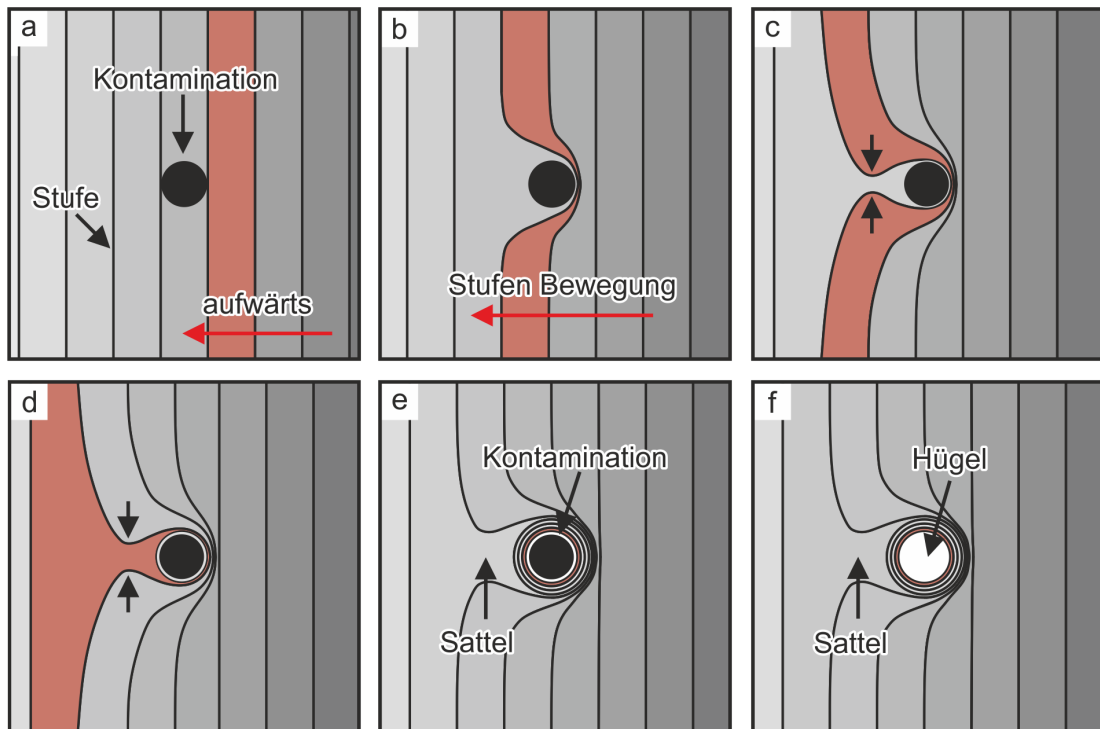 a
Kontamination
Stufe
aufwärts
b
Stufen Bewegung
c
d
e
Kontamination
Sattel
f
Hügel
Sattel